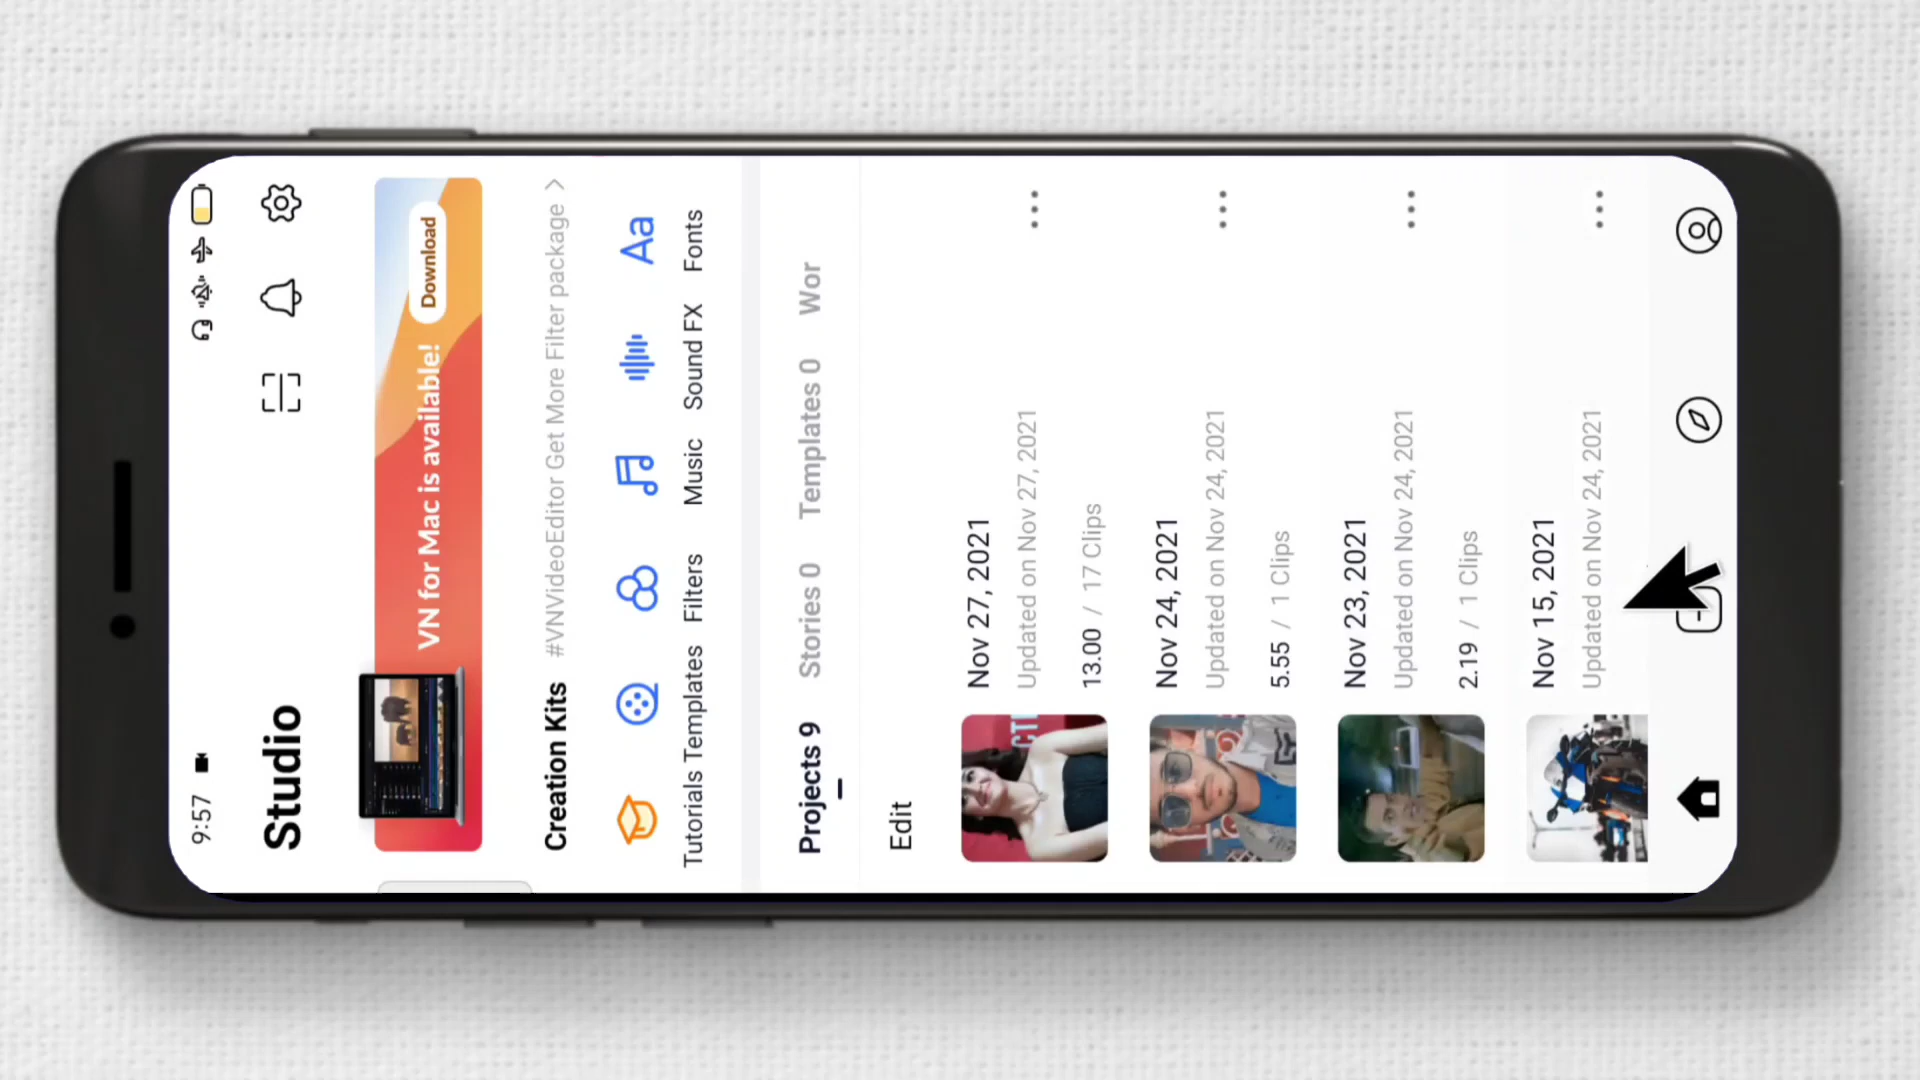 9:57
Studio
VN for Mac is available!
Download
Creation Kits
#VNVideoEditor Get More Filter package >
Tutorials
Templates
Filters
Music
Sound FX
Fonts
Projects 9
Stories 0
Templates 0
Wor
Edit
Nov 27, 2021
Updated on Nov 27, 2021
13.00 / 17 Clips
Nov 24, 2021
Updated on Nov 24, 2021
5.55 / 1 Clips
Nov 23, 2021
Updated on Nov 24, 2021
2.19 / 1 Clips
Nov 15, 2021
Updated on Nov 24, 2021